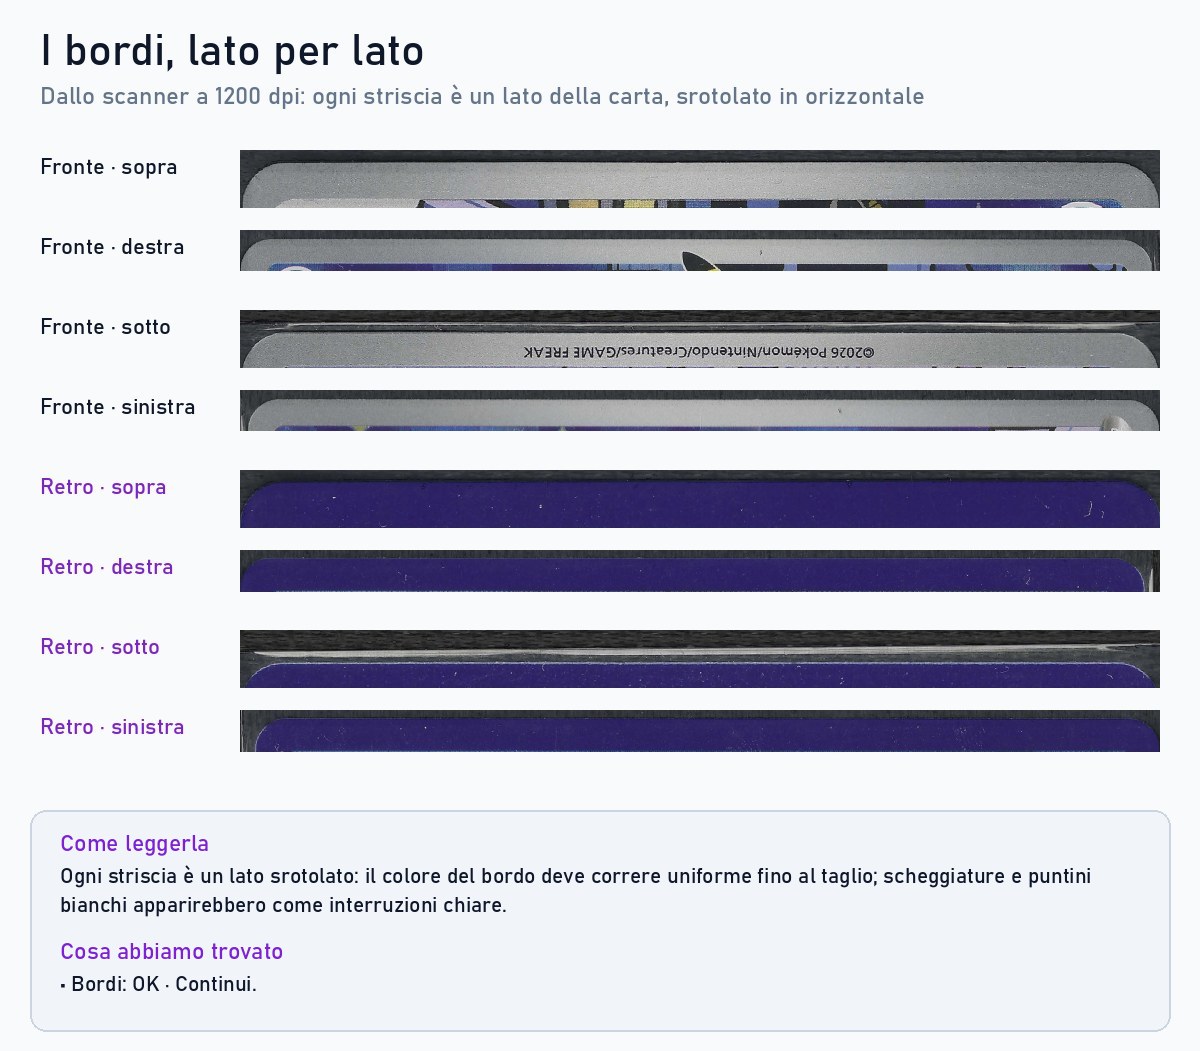 I bordi, lato per lato
Dallo scanner a 1200 dpi: ogni striscia è un lato della carta, srotolato in orizzontale
Fronte · sopra
Fronte · destra
Fronte · sotto
©2026 Pokémon/Nintendo/Creatures/GAME FREAK
Fronte · sinistra
Retro · sopra
Retro · destra
Retro · sotto
Retro · sinistra
Come leggerla
Ogni striscia è un lato srotolato: il colore del bordo deve correre uniforme fino al taglio; scheggiature e puntini
bianchi apparirebbero come interruzioni chiare.
Cosa abbiamo trovato
• Bordi: OK · Continui.